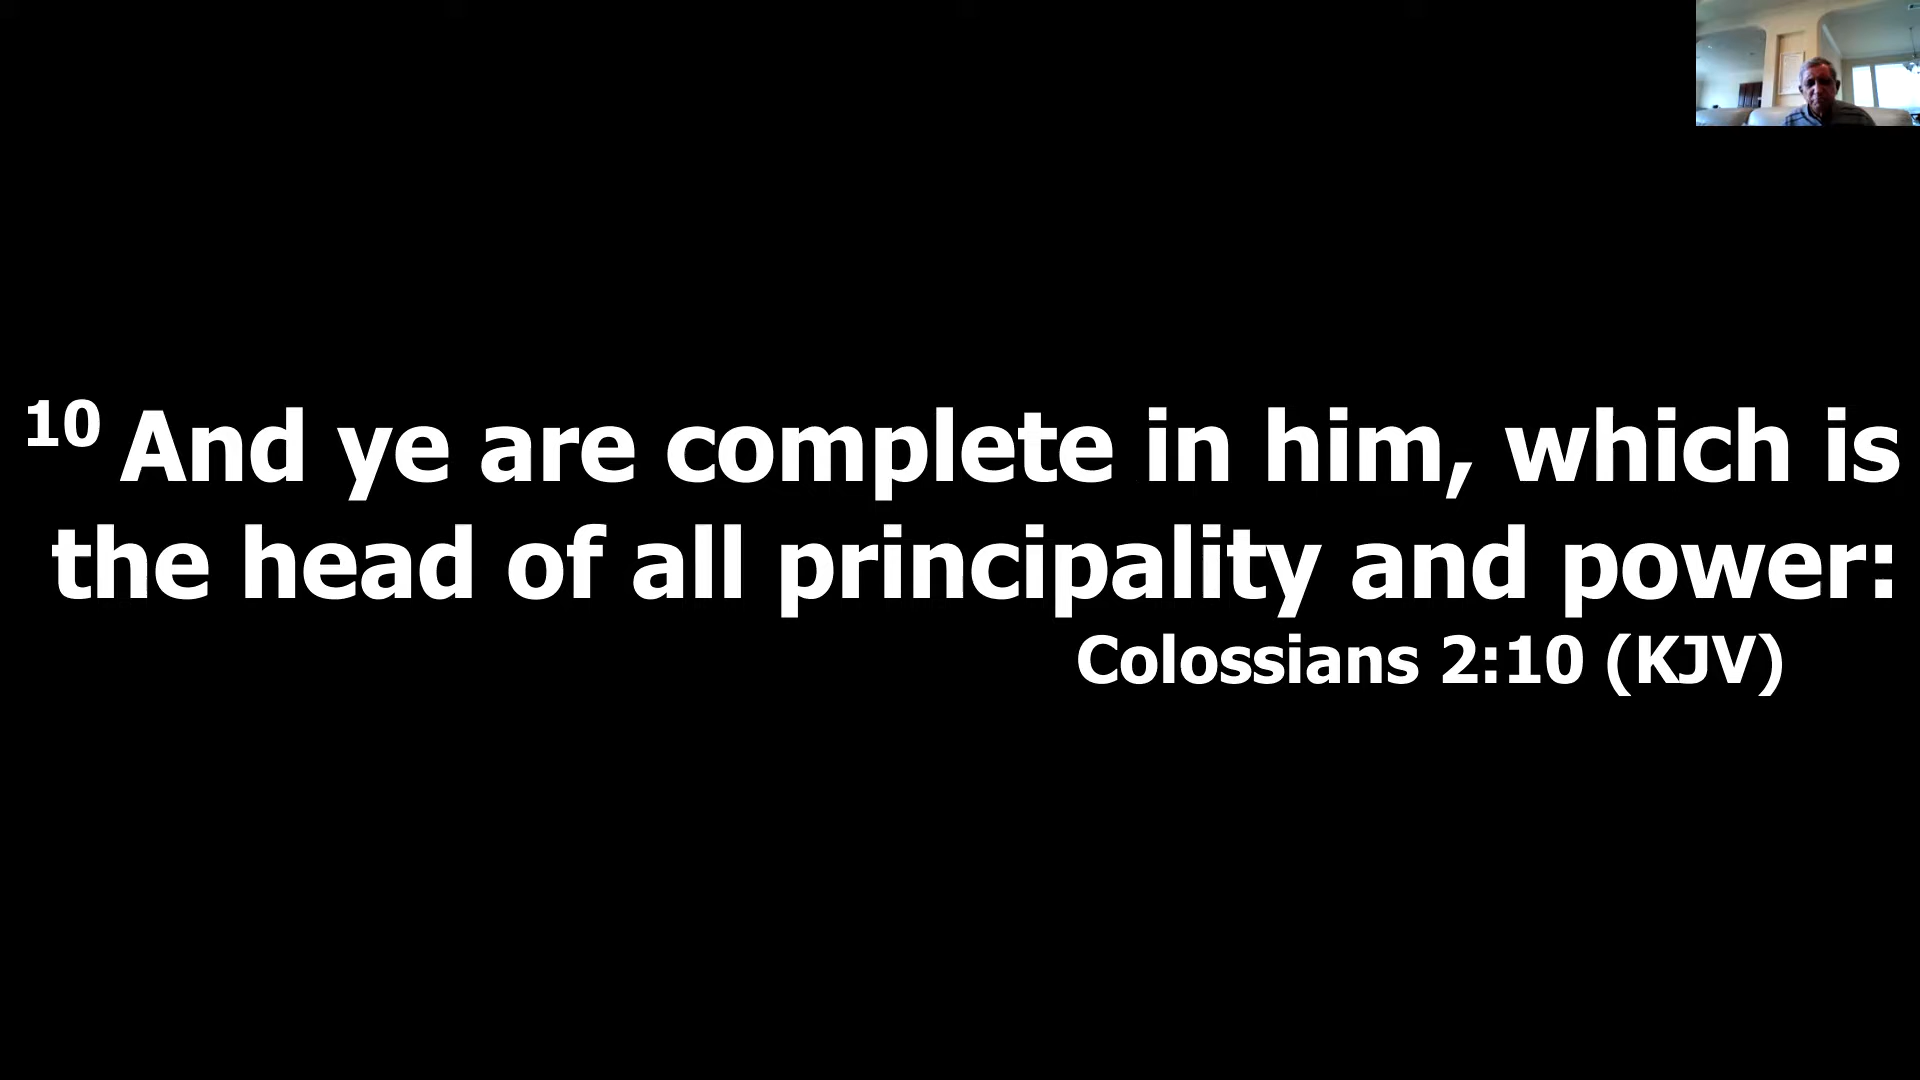 10 And ye are complete in him, which is
the head of all principality and power:
Colossians 2:10 (KJV)